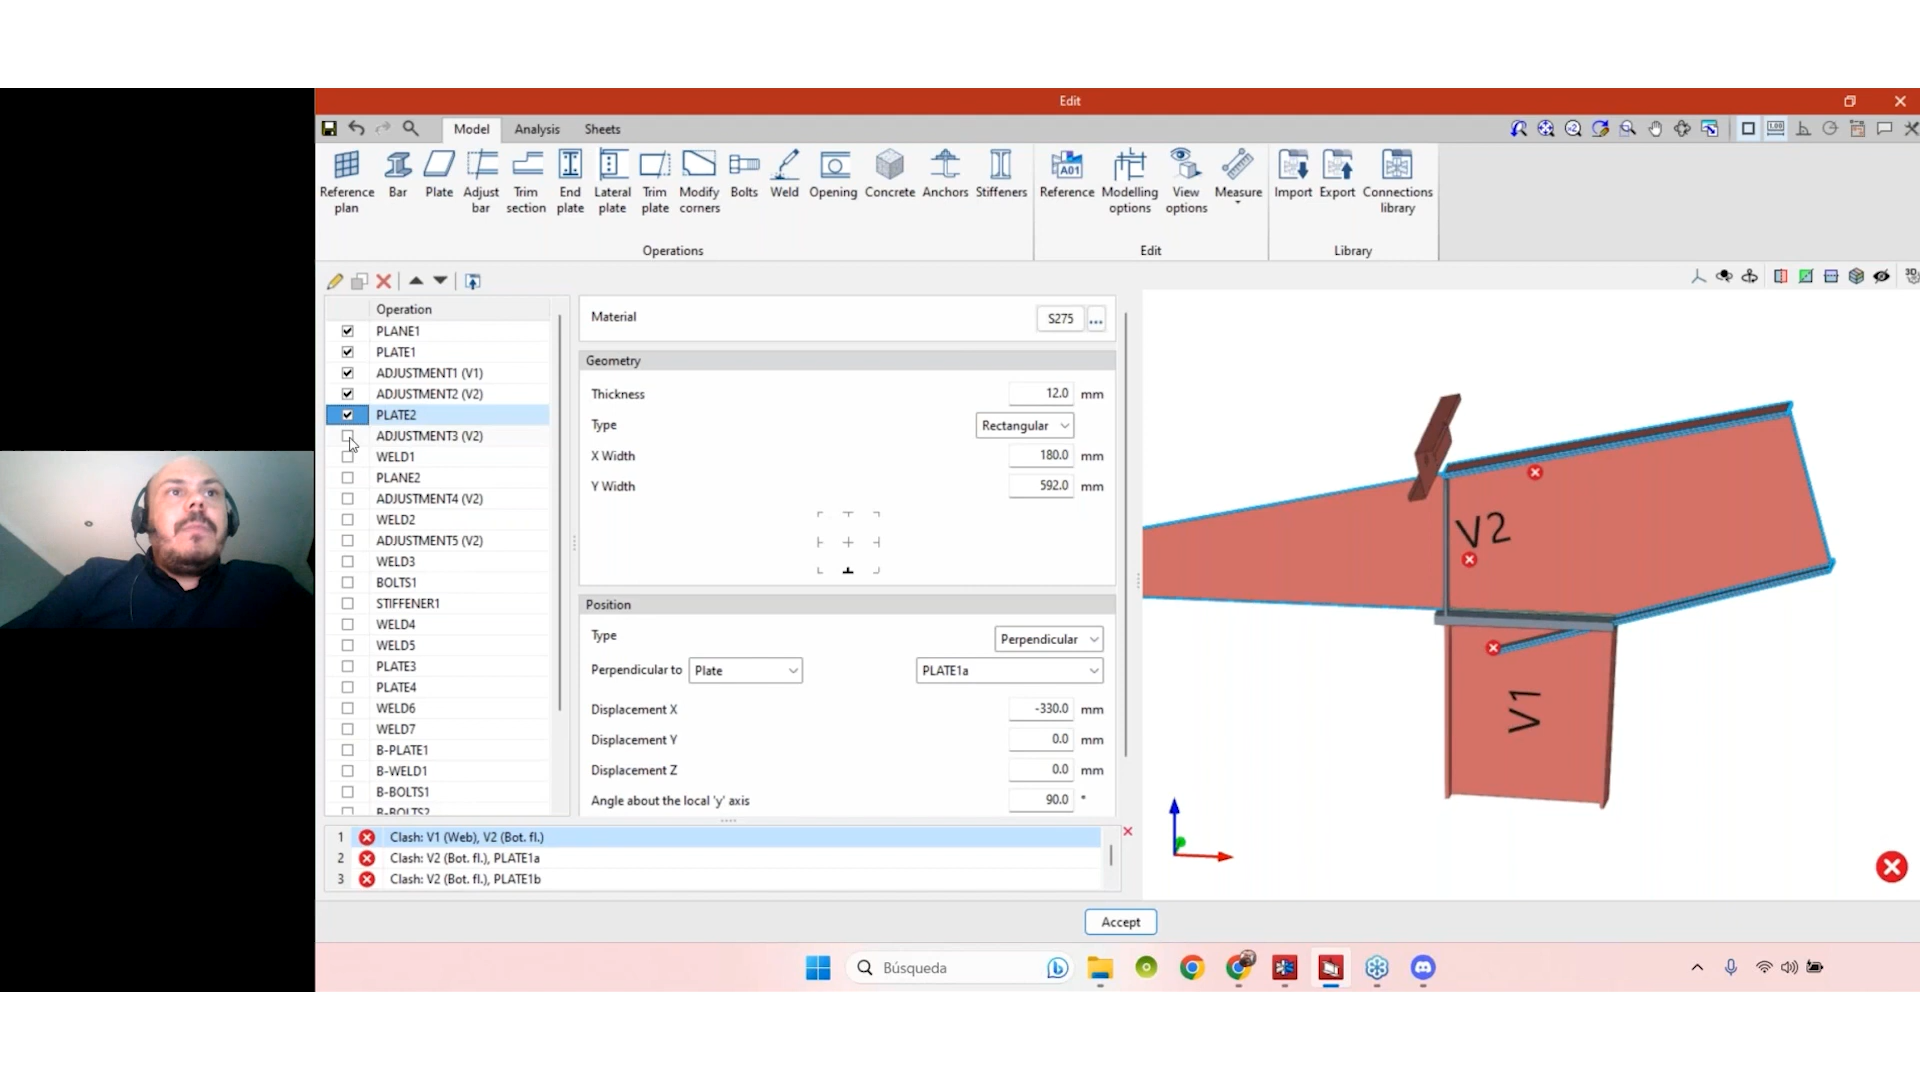 Edit
Model Analysis Sheets
Reference plan
Bar
Plate
Adjust bar
Trim section
End plate
Lateral plate
Trim plate
Modify corners
Bolts
Weld
Opening
Concrete
Anchors
Stiffeners
Reference
Modelling options
View options
Measure
Import
Export
Connections library
Operations
Edit
Library
Operation
PLANE1
PLATE1
ADJUSTMENT1 (V1)
ADJUSTMENT2 (V2)
PLATE2
ADJUSTMENT3 (V2)
WELD1
PLANE2
ADJUSTMENT4 (V2)
WELD2
ADJUSTMENT5 (V2)
WELD3
BOLTS1
STIFFENER1
WELD4
WELD5
PLATE3
PLATE4
WELD6
WELD7
B-PLATE1
B-WELD1
B-BOLTS1
B-BOLTS2
Material S275 ...
Geometry
Thickness 12.0 mm
Type Rectangular
X Width 180.0 mm
Y Width 592.0 mm
Position
Type Perpendicular
Perpendicular to Plate PLATE1a
Displacement X -330.0 mm
Displacement Y 0.0 mm
Displacement Z 0.0 mm
Angle about the local 'y' axis 90.0 °
1 Clash: V1 (Web), V2 (Bot. fl.)
2 Clash: V2 (Bot. fl.), PLATE1a
3 Clash: V2 (Bot. fl.), PLATE1b
V2
V1
Accept
Búsqueda